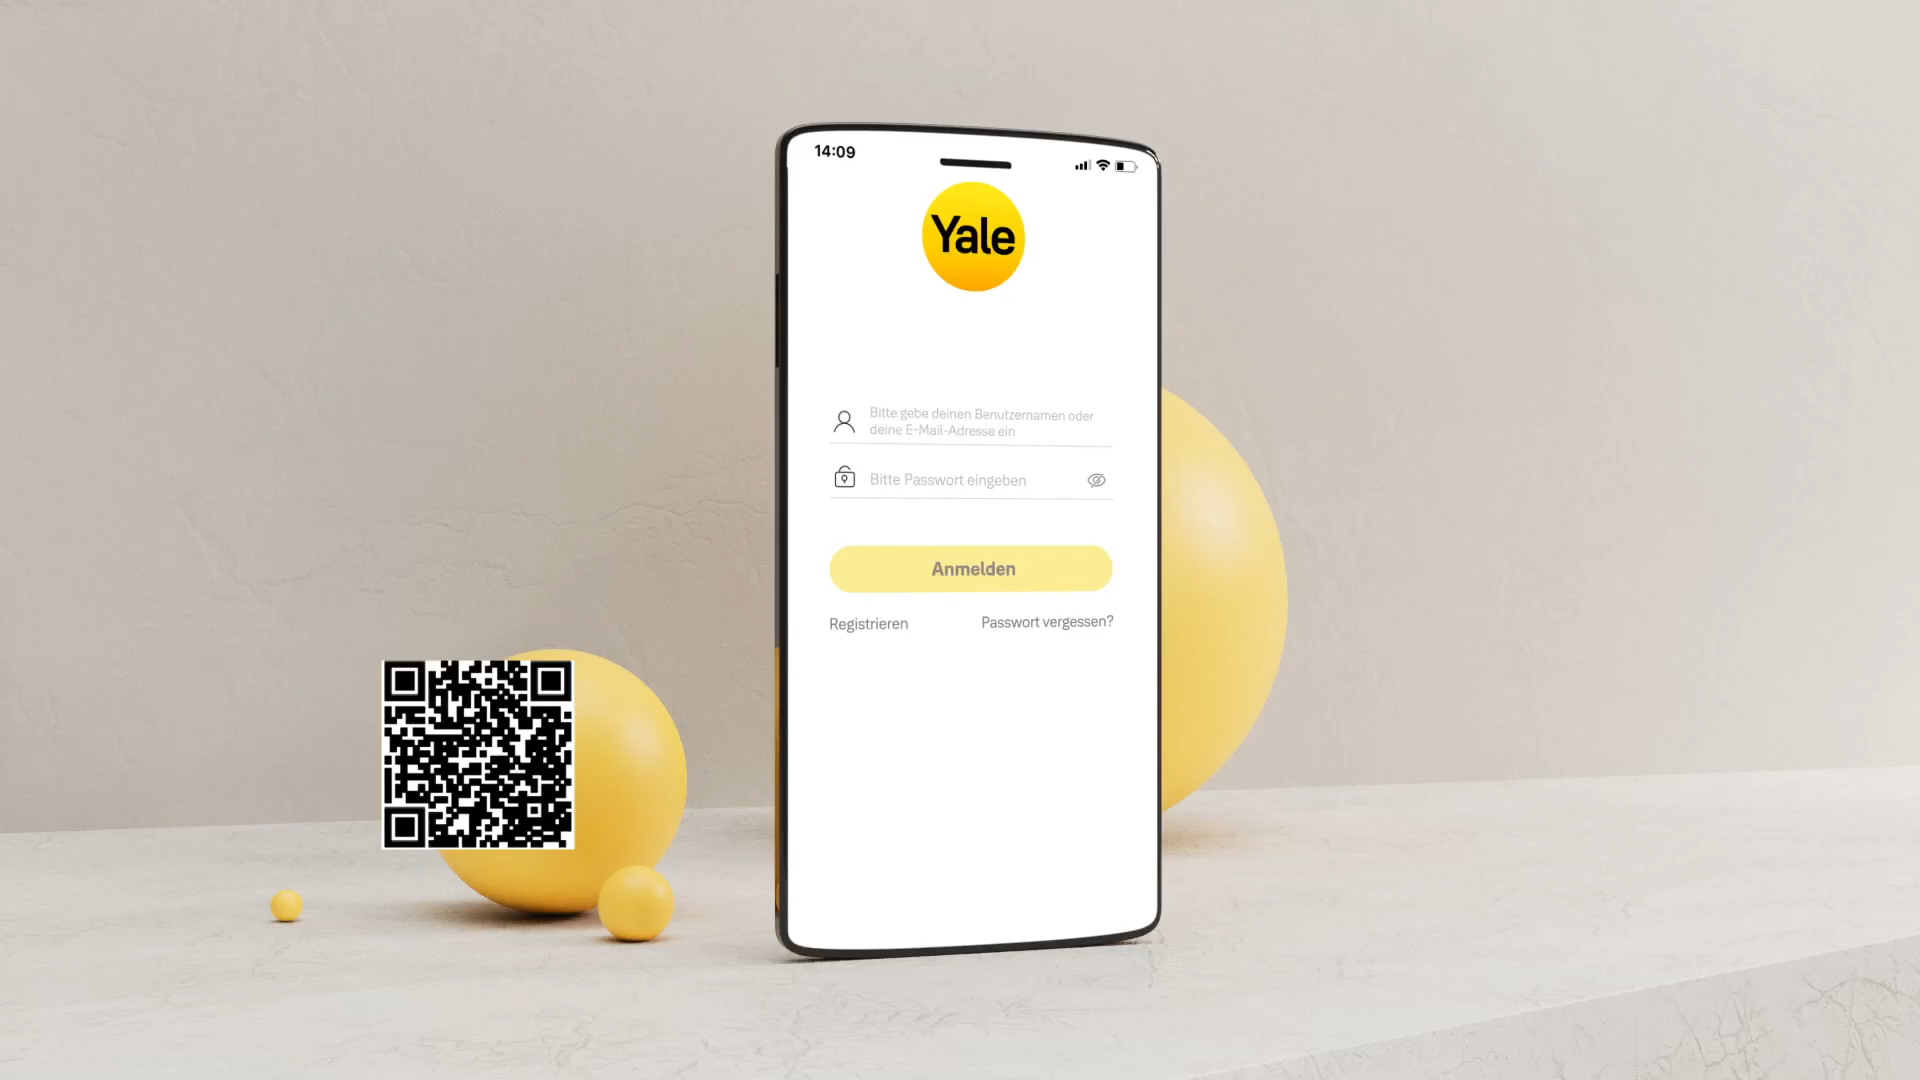 14:09
Yale
Bitte gebe deinen Benutzernamen oder
deine E-Mail-Adresse ein
Bitte Passwort eingeben
Anmelden
Registrieren
Passwort vergessen?